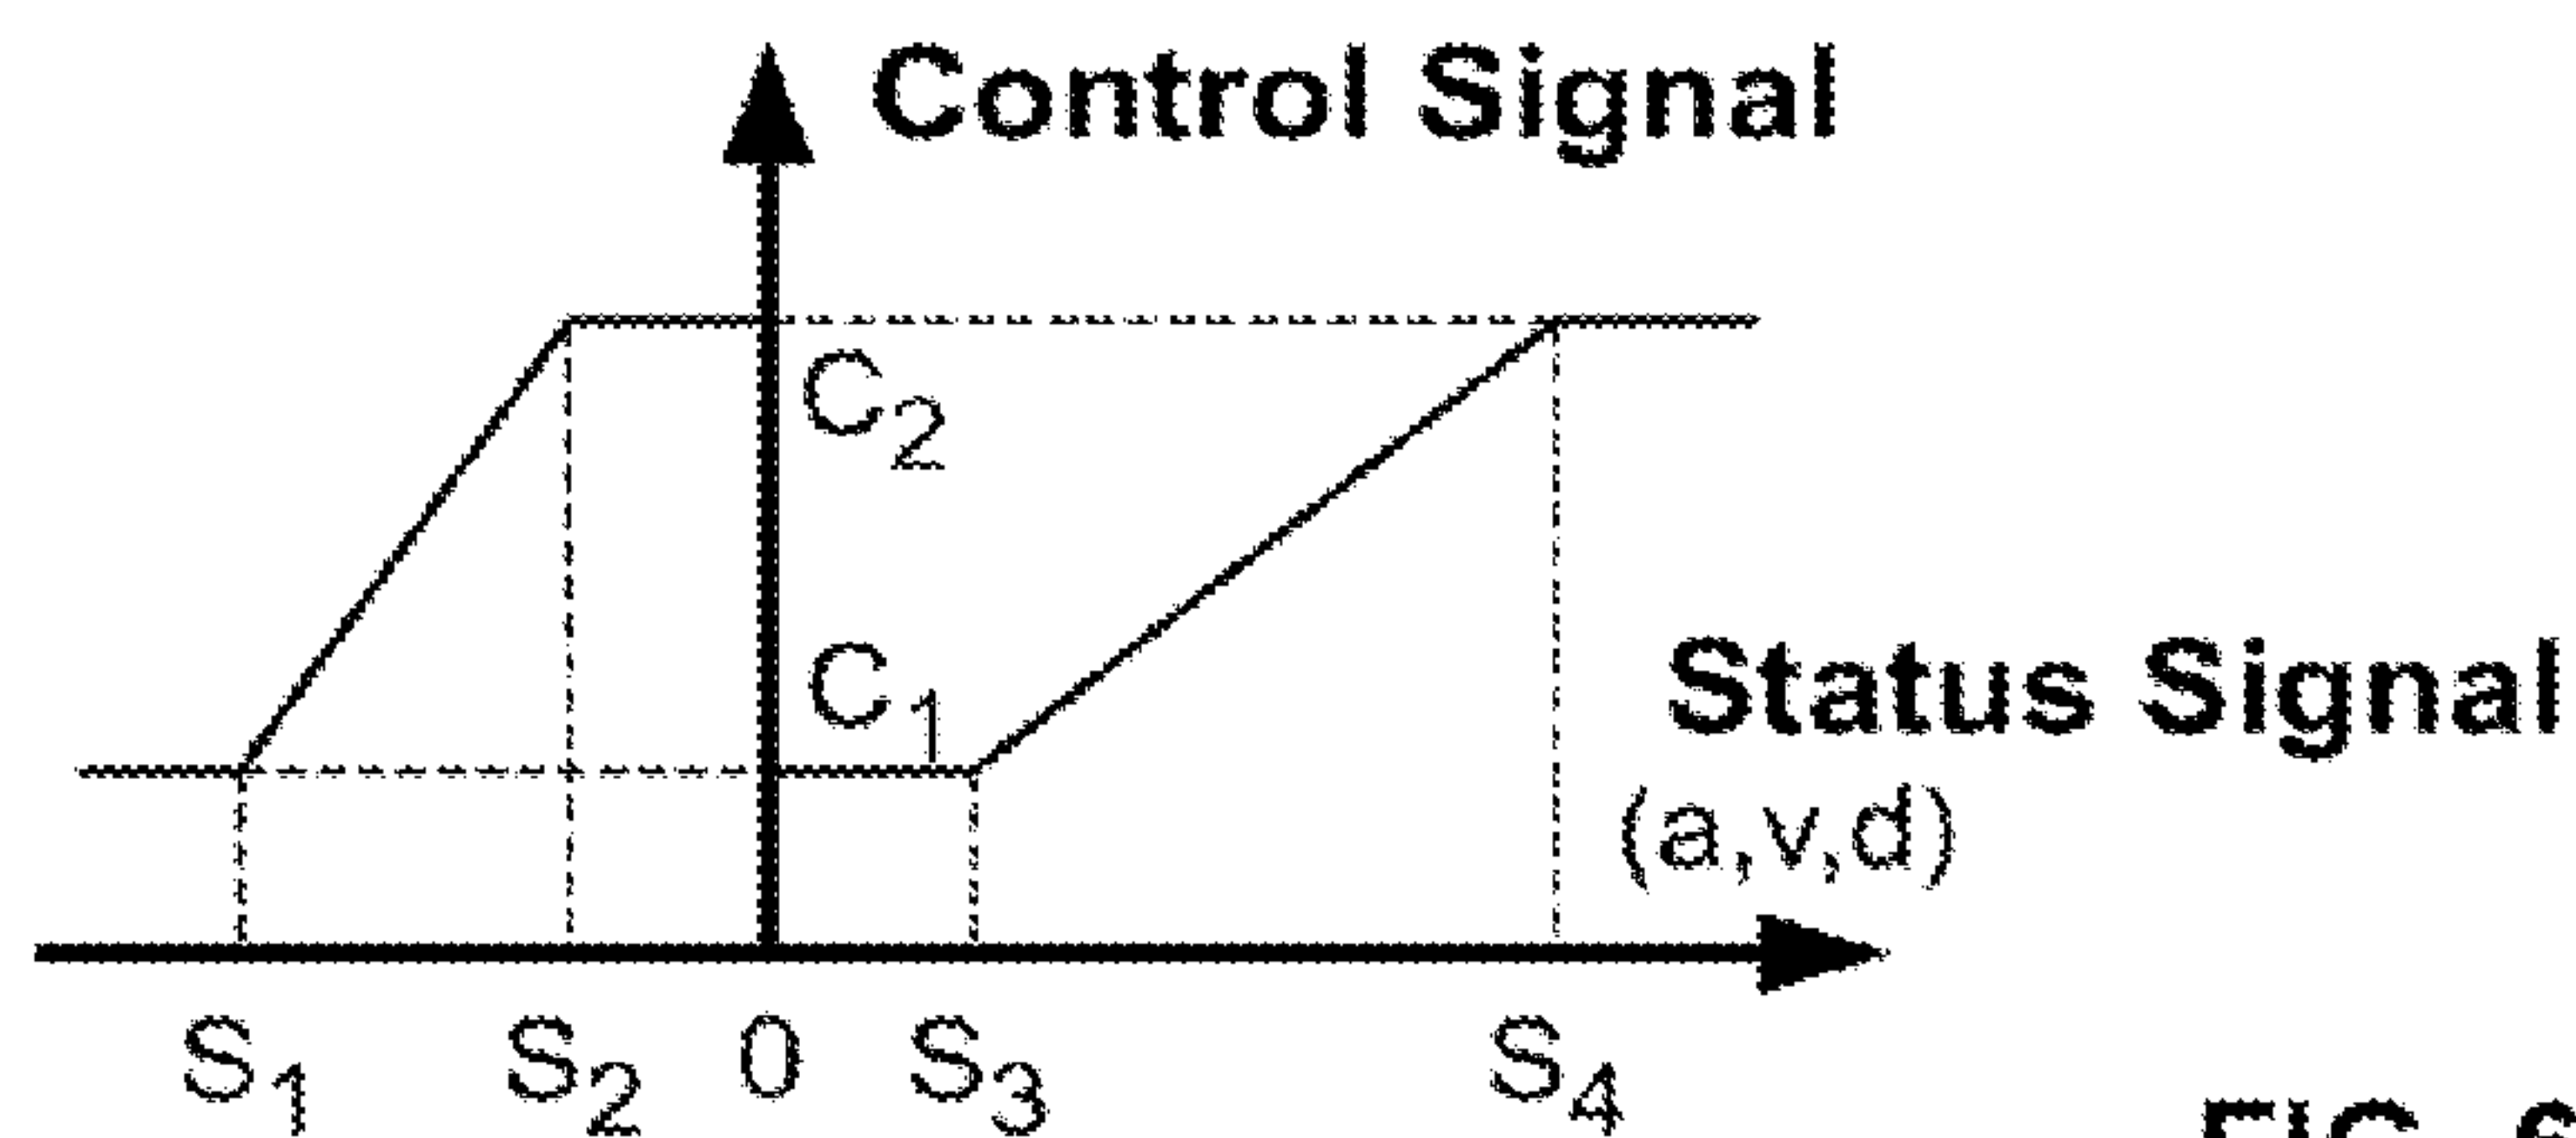 Control Signal
C2
C1
Status Signal
(a,v,d)
S1 S2 0 S3 S4